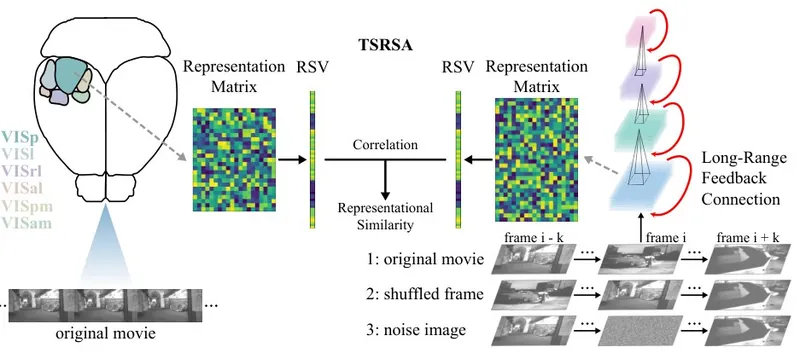 TSRSA
Representation
Matrix
RSV
RSV
Representation
Matrix
VISp
VISl
VISrl
VISal
VISpm
VISam
Correlation
Representational
Similarity
Long-Range
Feedback
Connection
frame i - k
frame i
frame i + k
1: original movie
...
...
2: shuffled frame
...
...
3: noise image
...
...
...
...
original movie